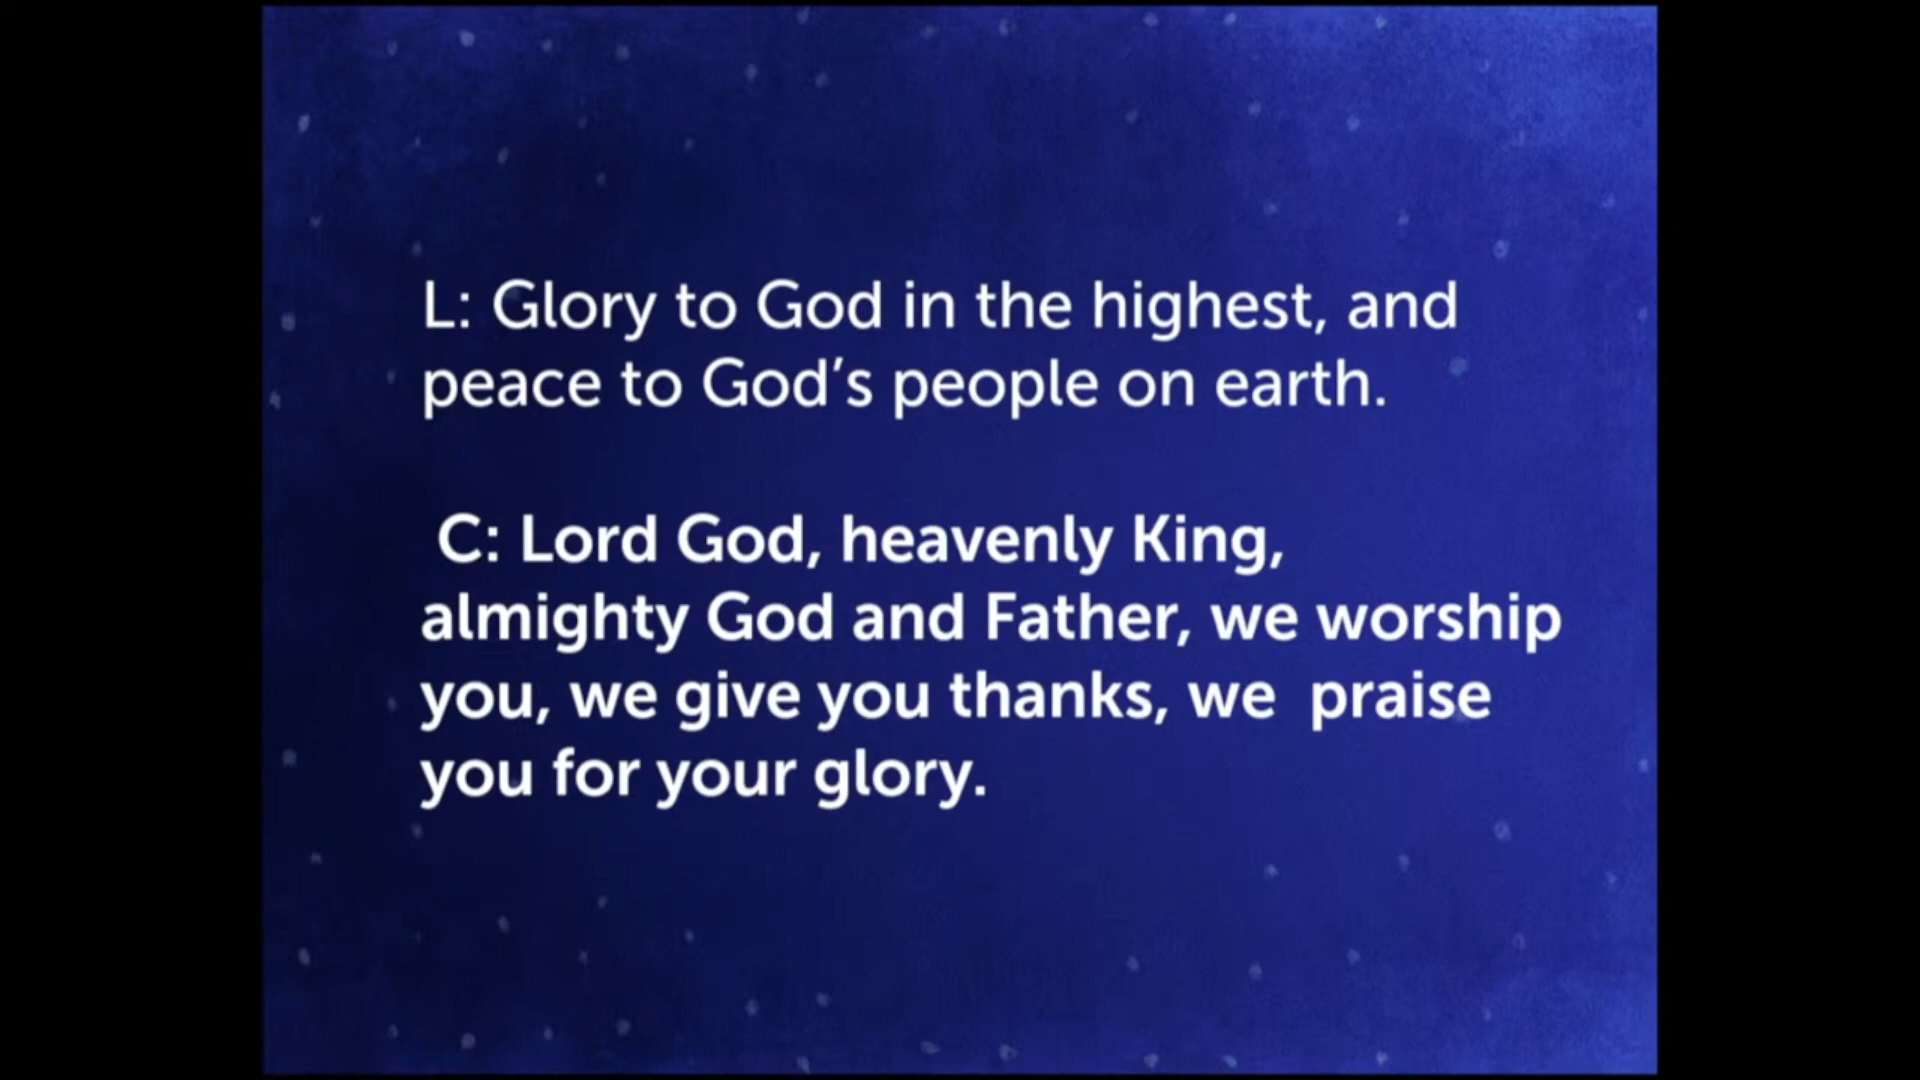 L: Glory to God in the highest, and
peace to God’s people on earth.
C: Lord God, heavenly King,
almighty God and Father, we worship
you, we give you thanks, we  praise
you for your glory.